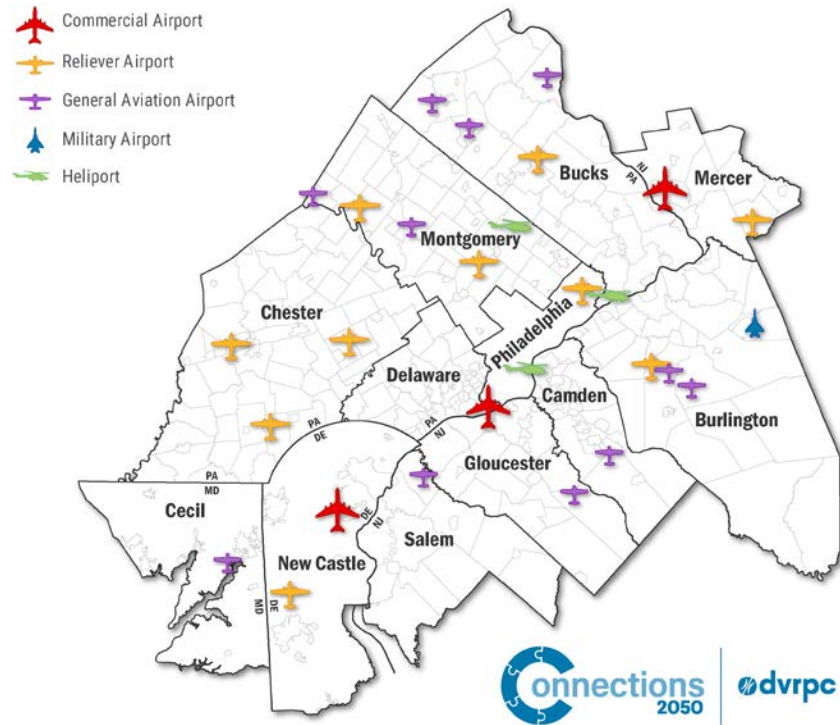 Commercial Airport
Reliever Airport
General Aviation Airport
Military Airport
Heliport
Bucks
NJ
PA
Mercer
Montgomery
Chester
Philadelphia
Delaware
Camden
Burlington
PA
DE
PA
NJ
Gloucester
PA
MD
Cecil
DE
NJ
New Castle
Salem
MD
DE
Connections
2050
dvrpc